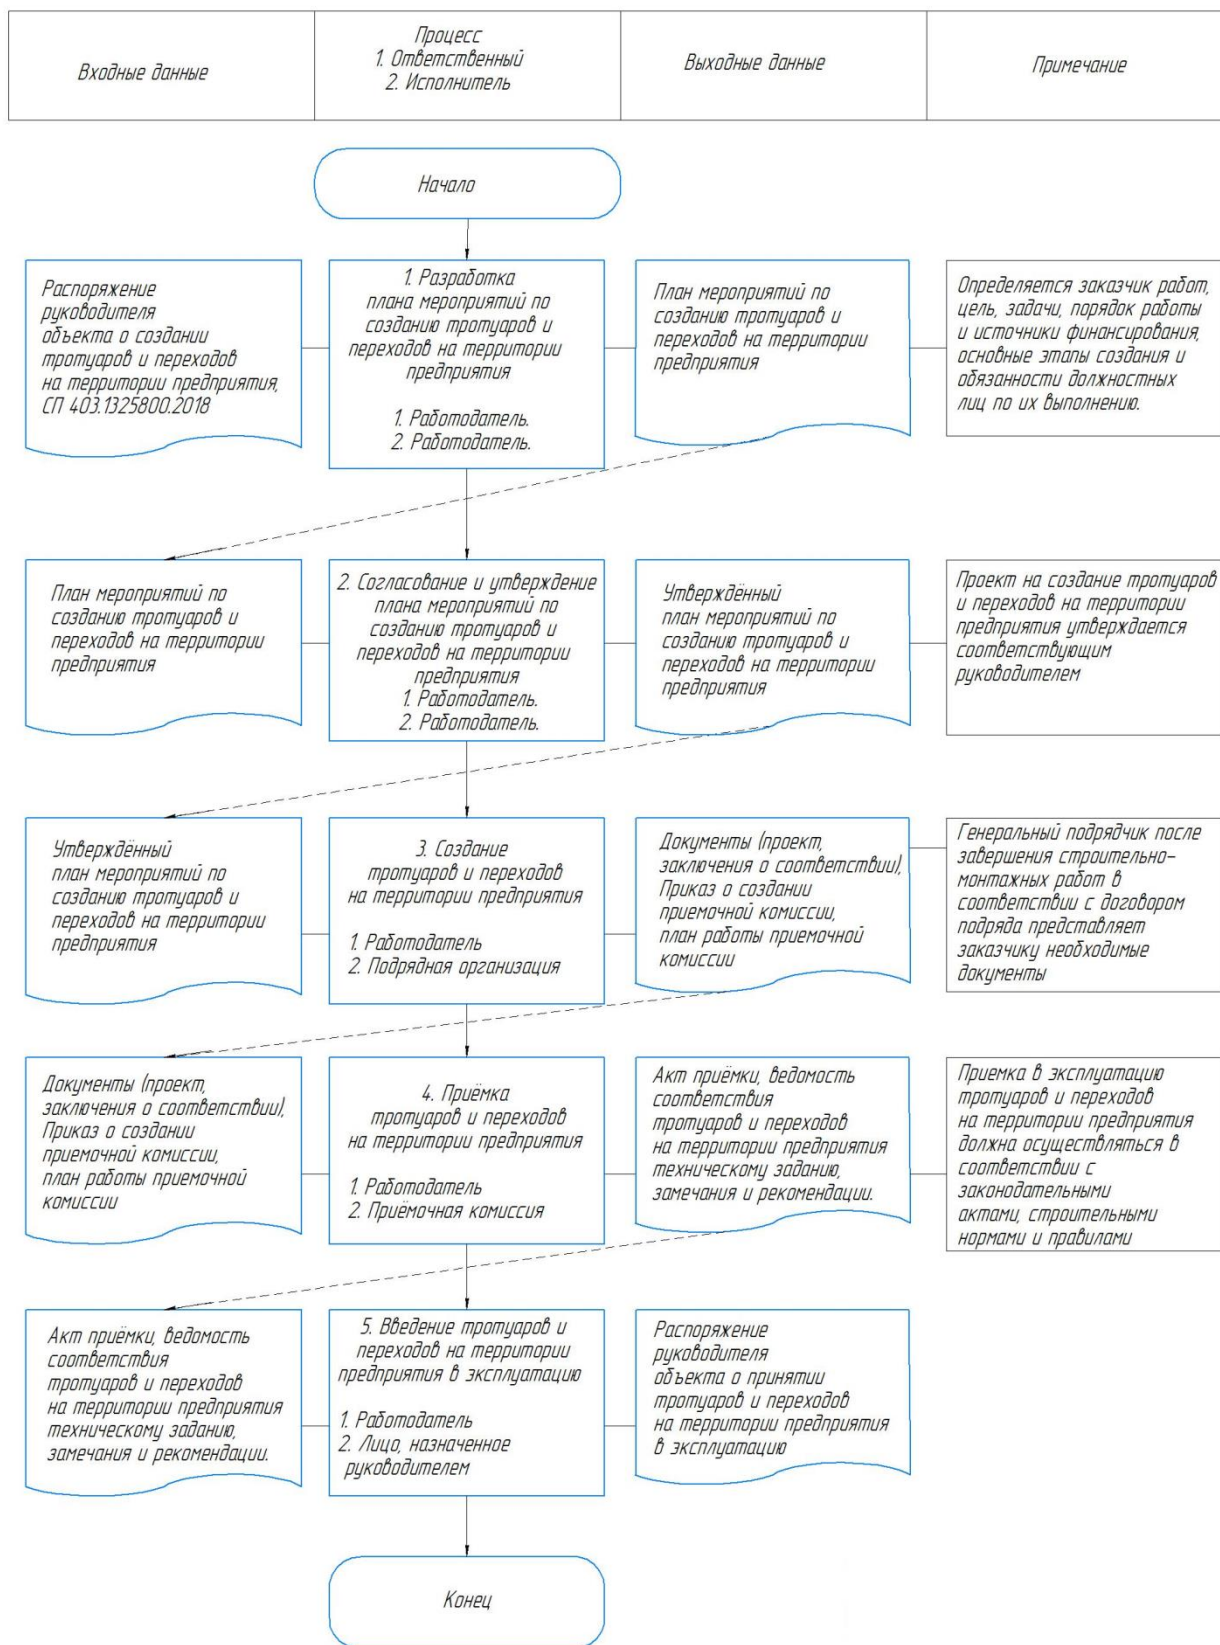 Входные данные
Процесс
1. Ответственный
2. Исполнитель
Выходные данные
Примечание
Начало
Распоряжение
руководителя
объекта о создании
тротуаров и переходов
на территории предприятия,
СП 403.1325800.2018
1. Разработка
плана мероприятий по
созданию тротуаров и
переходов на территории
предприятия
1. Работодатель.
2. Работодатель.
План мероприятий по
созданию тротуаров и
переходов на территории
предприятия
Определяется заказчик работ,
цель, задачи, порядок работы
и источники финансирования,
основные этапы создания и
обязанности должностных
лиц по их выполнению.
План мероприятий по
созданию тротуаров и
переходов на территории
предприятия
2. Согласование и утверждение
плана мероприятий по
созданию тротуаров и
переходов на территории
предприятия
1. Работодатель.
2. Работодатель.
Утверждённый
план мероприятий по
созданию тротуаров и
переходов на территории
предприятия
Проект на создание тротуаров
и переходов на территории
предприятия утверждается
соответствующим
руководителем
Утверждённый
план мероприятий по
созданию тротуаров и
переходов на территории
предприятия
3. Создание
тротуаров и переходов
на территории предприятия
1. Работодатель
2. Подрядная организация
Документы (проект,
заключения о соответствии),
Приказ о создании
приемочной комиссии,
план работы приемочной
комиссии
Генеральный подрядчик после
завершения строительно-
монтажных работ в
соответствии с договором
подряда представляет
заказчику необходимые
документы
Документы (проект,
заключения о соответствии),
Приказ о создании
приемочной комиссии,
план работы приемочной
комиссии
4. Приёмка
тротуаров и переходов
на территории предприятия
1. Работодатель
2. Приёмочная комиссия
Акт приёмки, ведомость
соответствия
тротуаров и переходов
на территории предприятия
техническому заданию,
замечания и рекомендации.
Приемка в эксплуатацию
тротуаров и переходов
на территории предприятия
должна осуществляться в
соответствии с
законодательными
актами, строительными
нормами и правилами
Акт приёмки, ведомость
соответствия
тротуаров и переходов
на территории предприятия
техническому заданию,
замечания и рекомендации.
5. Введение тротуаров и
переходов на территории
предприятия в эксплуатацию
1. Работодатель
2. Лицо, назначенное
руководителем
Распоряжение
руководителя
объекта о принятии
тротуаров и переходов
на территории предприятия
в эксплуатацию
Конец